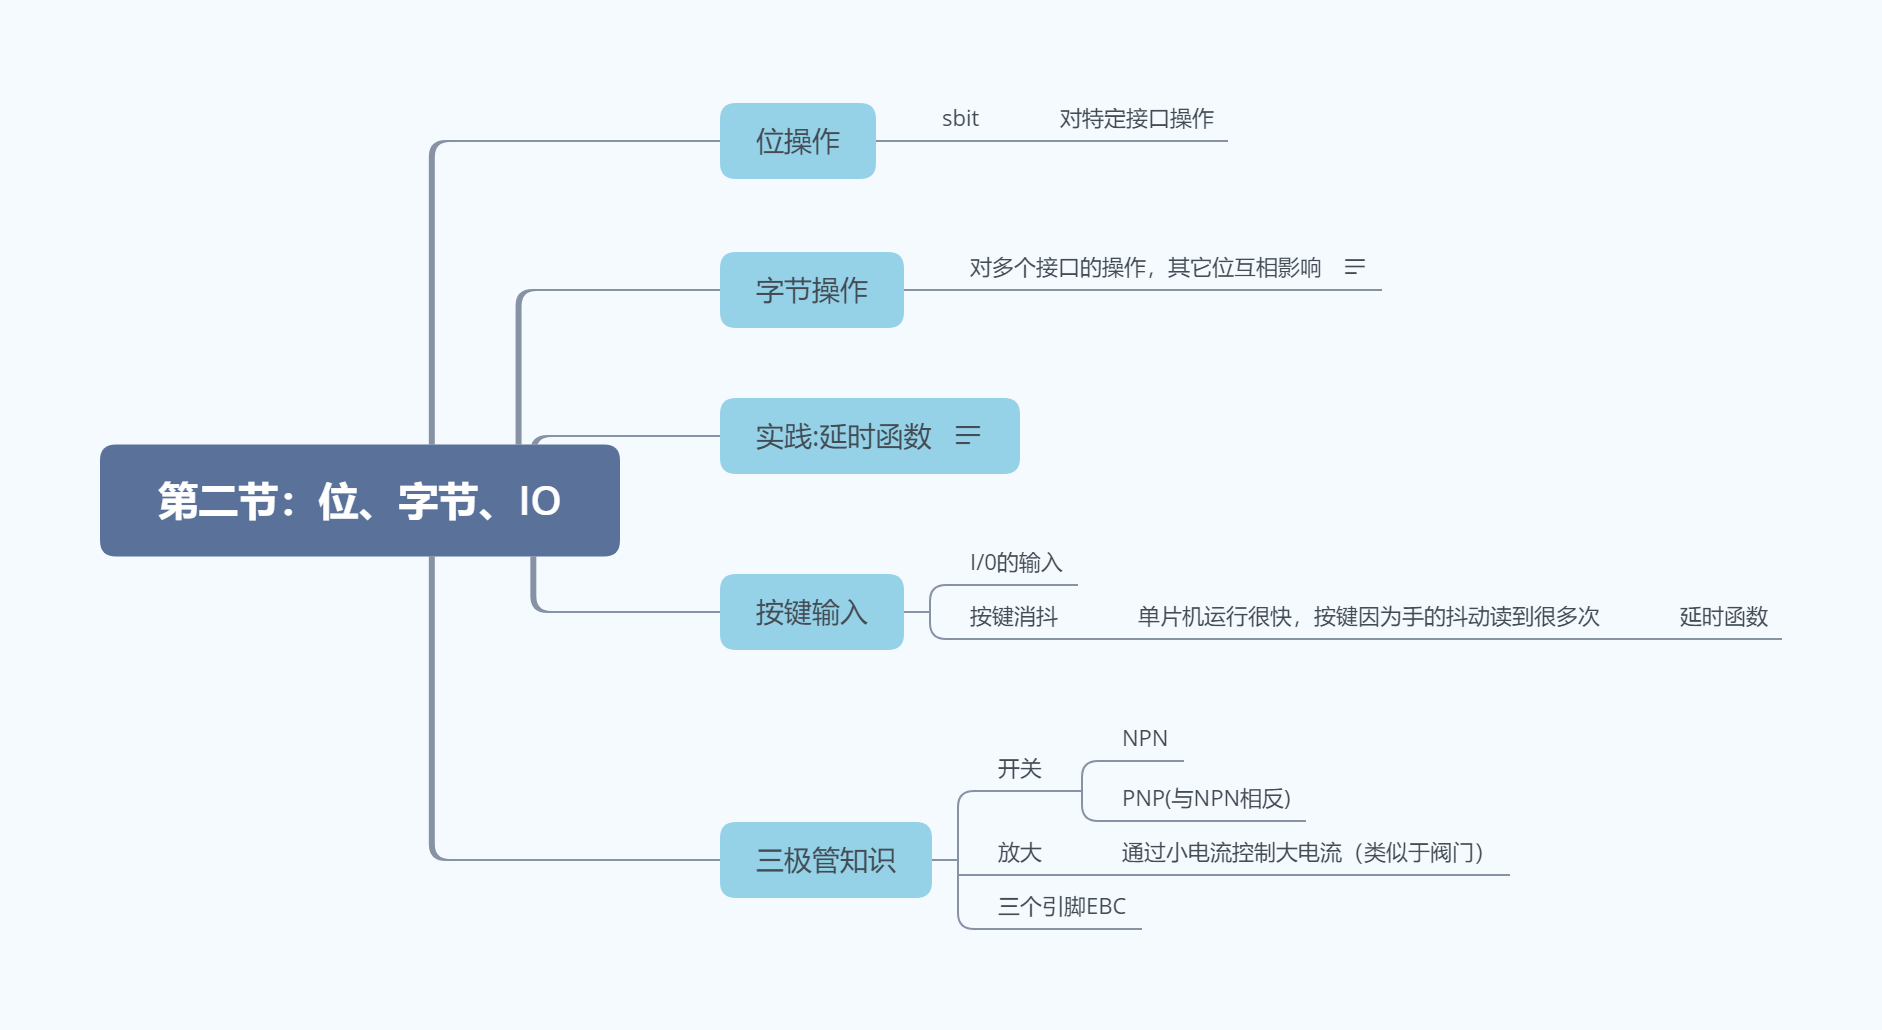 位操作
sbit
对特定接口操作
字节操作
对多个接口的操作，其它位互相影响
实践:延时函数
第二节：位、字节、IO
按键输入
I/0的输入
按键消抖
单片机运行很快，按键因为手的抖动读到很多次
延时函数
三极管知识
开关
NPN
PNP(与NPN相反)
放大
通过小电流控制大电流（类似于阀门）
三个引脚EBC